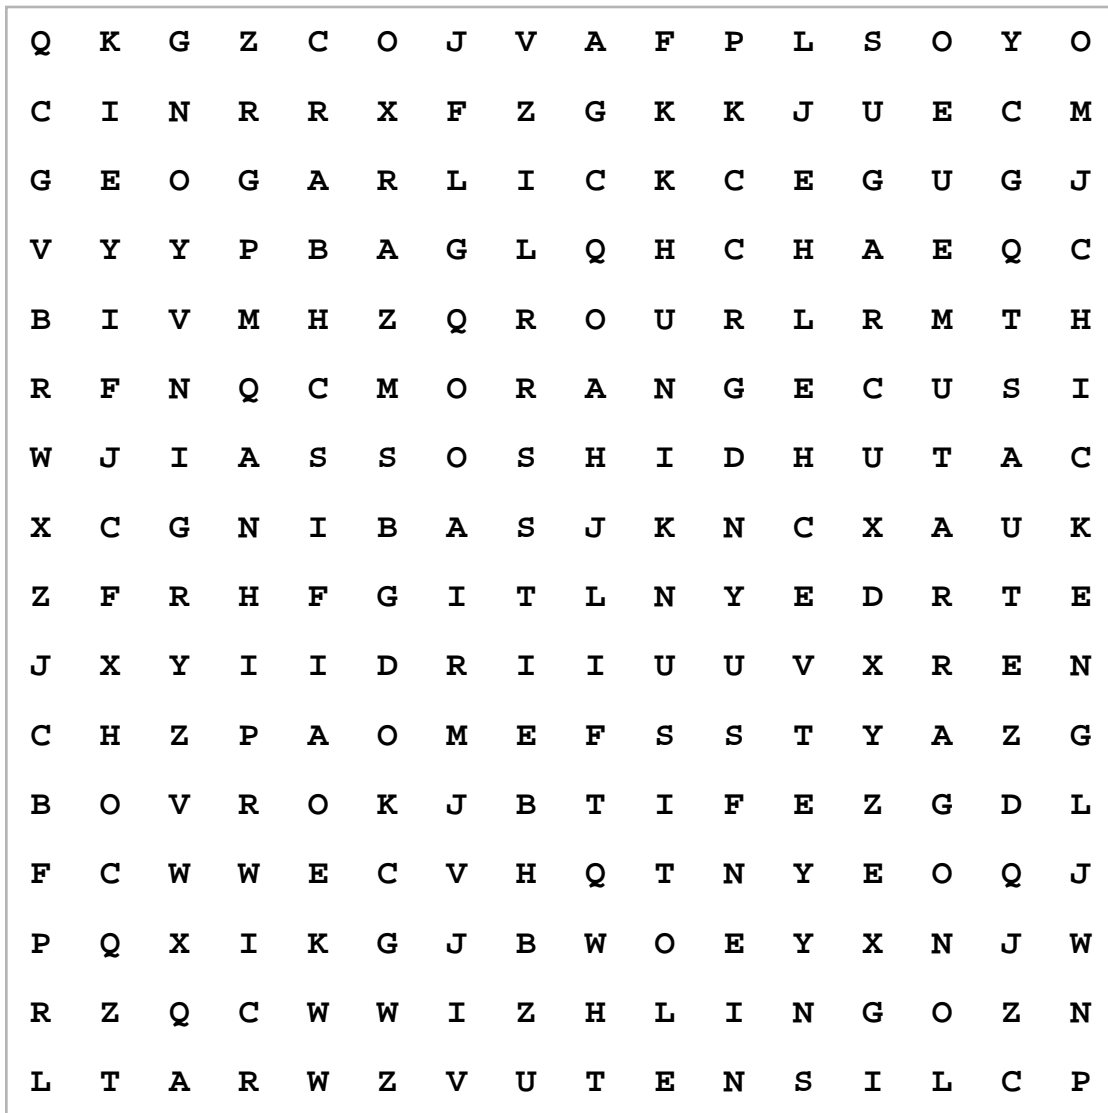 Q K G Z C O J V A F P L S O Y O
C I N R R X F Z G K K J U E C M
G E O G A R L I C K C E G U G J
V Y Y P B A G L Q H C H A E Q C
B I V M H Z Q R O U R L R M T H
R F N Q C M O R A N G E C U S I
W J I A S S O S H I D H U T A C
X C G N I B A S J K N C X A U K
Z F R H F G I T L N Y E D R T E
J X Y I I D R I I U U V X R E N
C H Z P A O M E F S S T Y A Z G
B O V R O K J B T I F E Z G D L
F C W W E C V H Q T N Y E O Q J
P Q X I K G J B W O E Y X N J W
R Z Q C W W I Z H L I N G O Z N
L T A R W Z V U T E N S I L C P